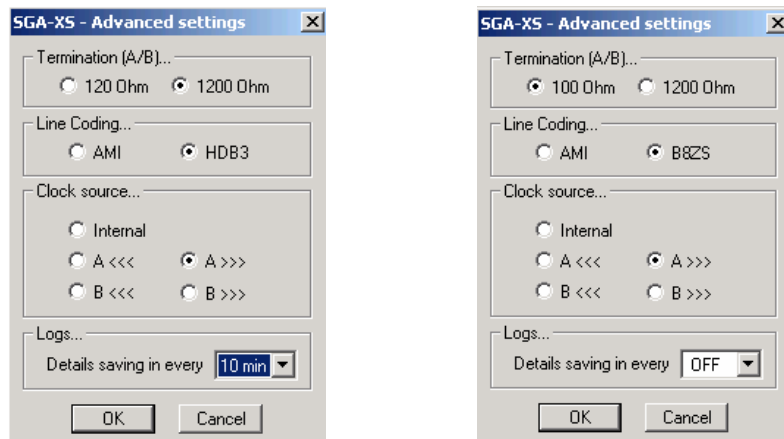 SGA-XS - Advanced settings
Termination (A/B)...
120 Ohm 1200 Ohm
Line Coding...
AMI HDB3
Clock source...
Internal
A <<< A >>>
B <<< B >>>
Logs...
Details saving in every 10 min
OK Cancel
SGA-XS - Advanced settings
Termination (A/B)...
100 Ohm 1200 Ohm
Line Coding...
AMI B8ZS
Clock source...
Internal
A <<< A >>>
B <<< B >>>
Logs...
Details saving in every OFF
OK Cancel